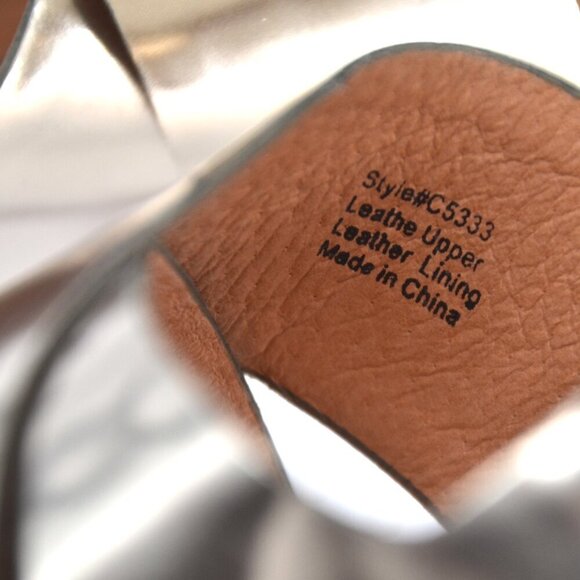 Style#C5333
Leathe Upper
Leather Lining
Made in China